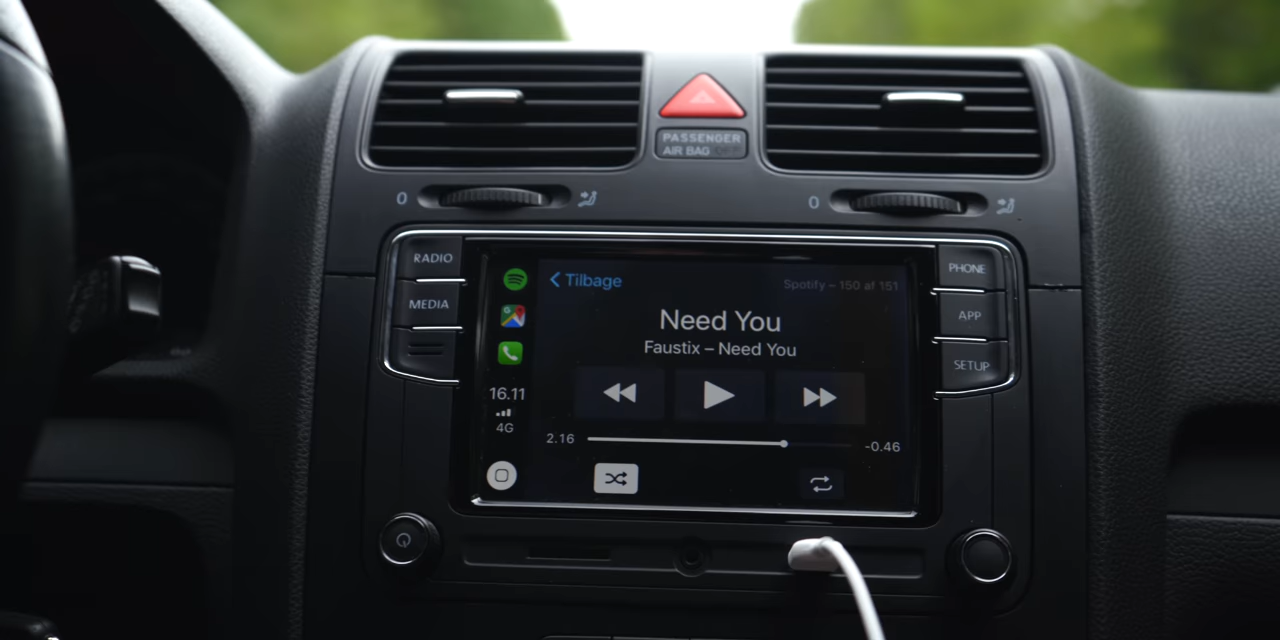 PASSENGER
AIR BAG
0
0
RADIO
MEDIA
PHONE
APP
SETUP
Tilbage
Spotify – 150 af 151
Need You
Faustix – Need You
16.11
4G
2.16
-0.46